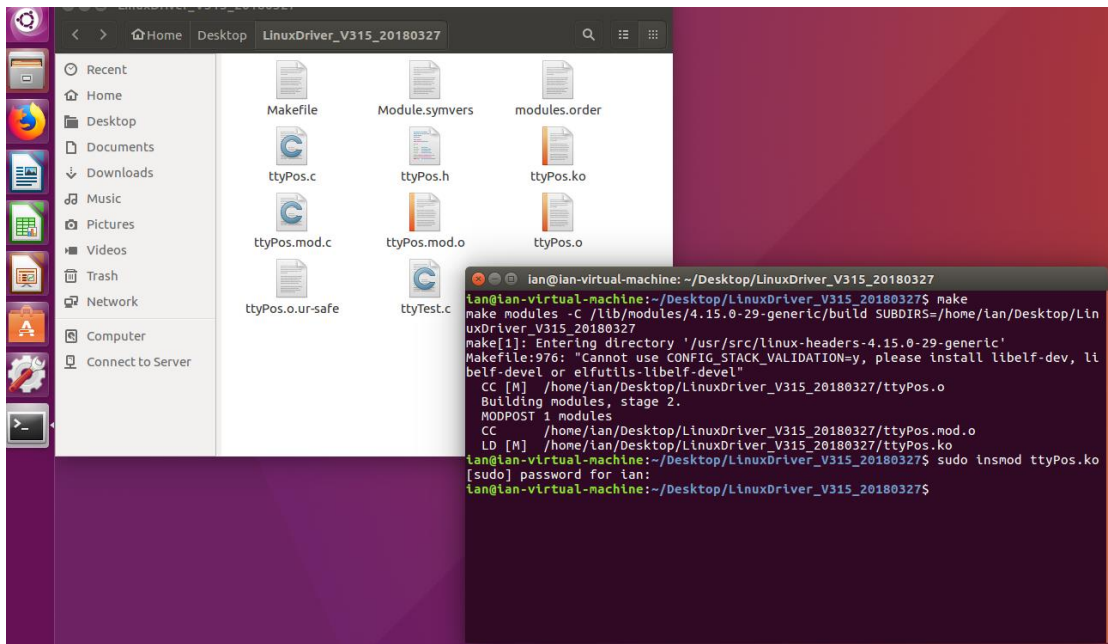 LinuxDriver_V315_20180327
Home Desktop LinuxDriver_V315_20180327
Recent
Home
Desktop
Documents
Downloads
Music
Pictures
Videos
Trash
Network
Computer
Connect to Server
Makefile Module.symvers modules.order
ttyPos.c ttyPos.h ttyPos.ko
ttyPos.mod.c ttyPos.mod.o ttyPos.o
ttyPos.o.ur-safe ttyTest.c
ian@ian-virtual-machine: ~/Desktop/LinuxDriver_V315_20180327
ian@ian-virtual-machine:~/Desktop/LinuxDriver_V315_20180327$ make
make modules -C /lib/modules/4.15.0-29-generic/build SUBDIRS=/home/ian/Desktop/Lin
uxDriver_V315_20180327
make[1]: Entering directory '/usr/src/linux-headers-4.15.0-29-generic'
Makefile:976: "Cannot use CONFIG_STACK_VALIDATION=y, please install libelf-dev, li
belf-devel or elfutils-libelf-devel"
CC [M] /home/ian/Desktop/LinuxDriver_V315_20180327/ttyPos.o
Building modules, stage 2.
MODPOST 1 modules
CC /home/ian/Desktop/LinuxDriver_V315_20180327/ttyPos.mod.o
LD [M] /home/ian/Desktop/LinuxDriver_V315_20180327/ttyPos.ko
ian@ian-virtual-machine:~/Desktop/LinuxDriver_V315_20180327$ sudo insmod ttyPos.ko
[sudo] password for ian:
ian@ian-virtual-machine:~/Desktop/LinuxDriver_V315_20180327$